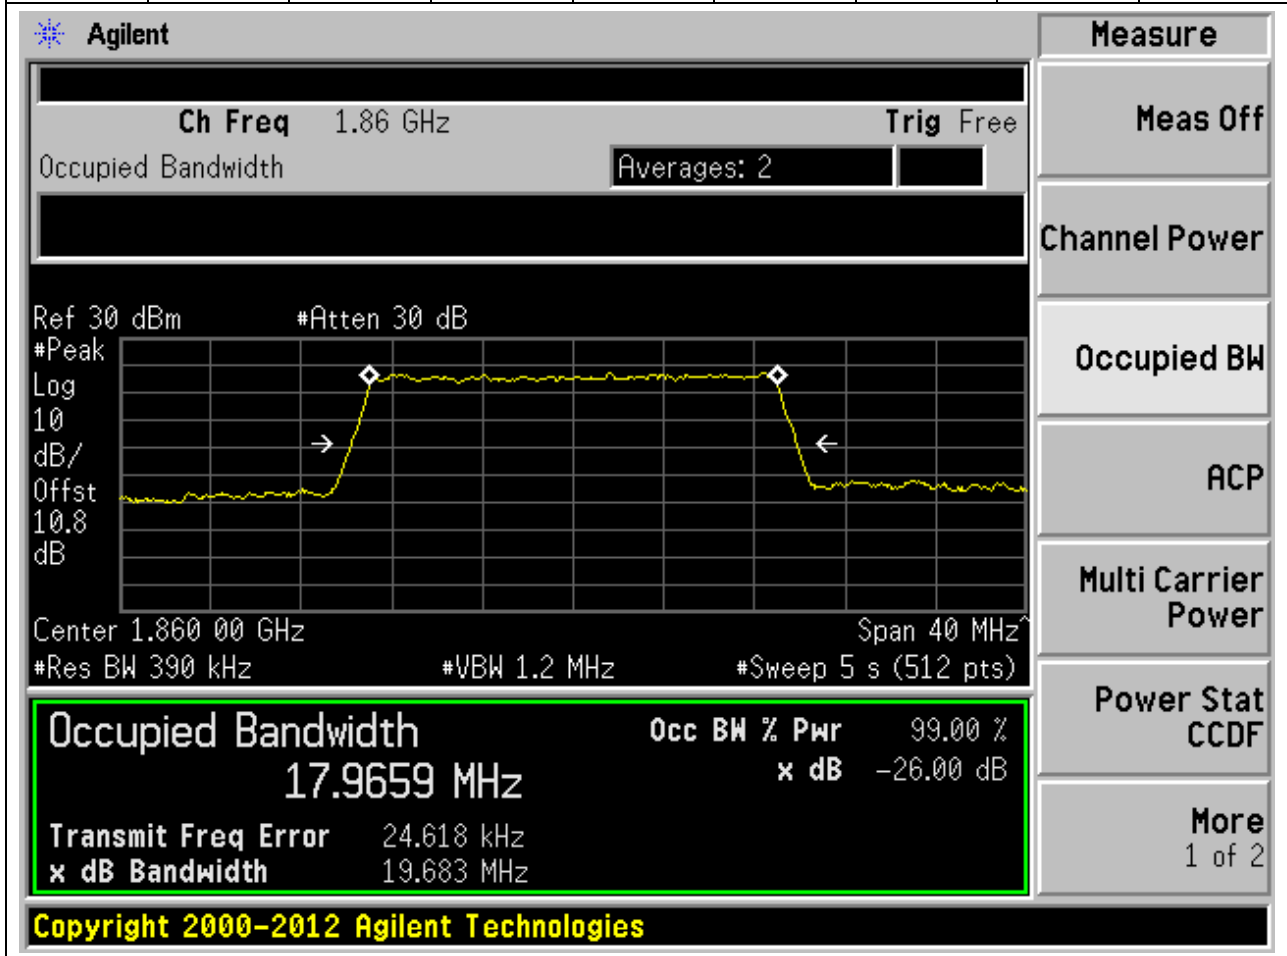 Agilent
Measure
Ch Freq 1.86 GHz Trig Free
Occupied Bandwidth Averages: 2
Meas Off
Channel Power
Occupied BW
ACP
Multi Carrier
Power
Power Stat
CCDF
More
1 of 2
Ref 30 dBm #Atten 30 dB
#Peak
Log
10
dB/
Offst
10.8
dB
Center 1.860 00 GHz Span 40 MHz^
#Res BW 390 kHz #VBW 1.2 MHz #Sweep 5 s (512 pts)
Occupied Bandwidth Occ BW % Pwr 99.00 %
17.9659 MHz x dB -26.00 dB
Transmit Freq Error 24.618 kHz
x dB Bandwidth 19.683 MHz
Copyright 2000-2012 Agilent Technologies